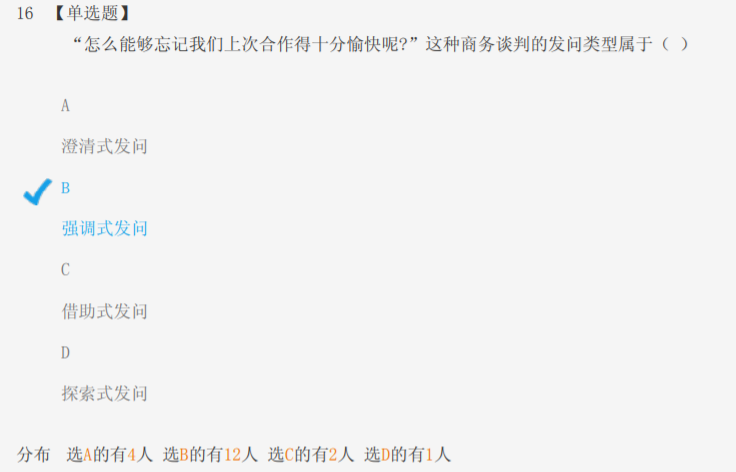 16 【单选题】
“怎么能够忘记我们上次合作得十分愉快呢?”这种商务谈判的发问类型属于（ ）
A
澄清式发问
B
强调式发问
C
借助式发问
D
探索式发问
分布 选A的有4人 选B的有12人 选C的有2人 选D的有1人